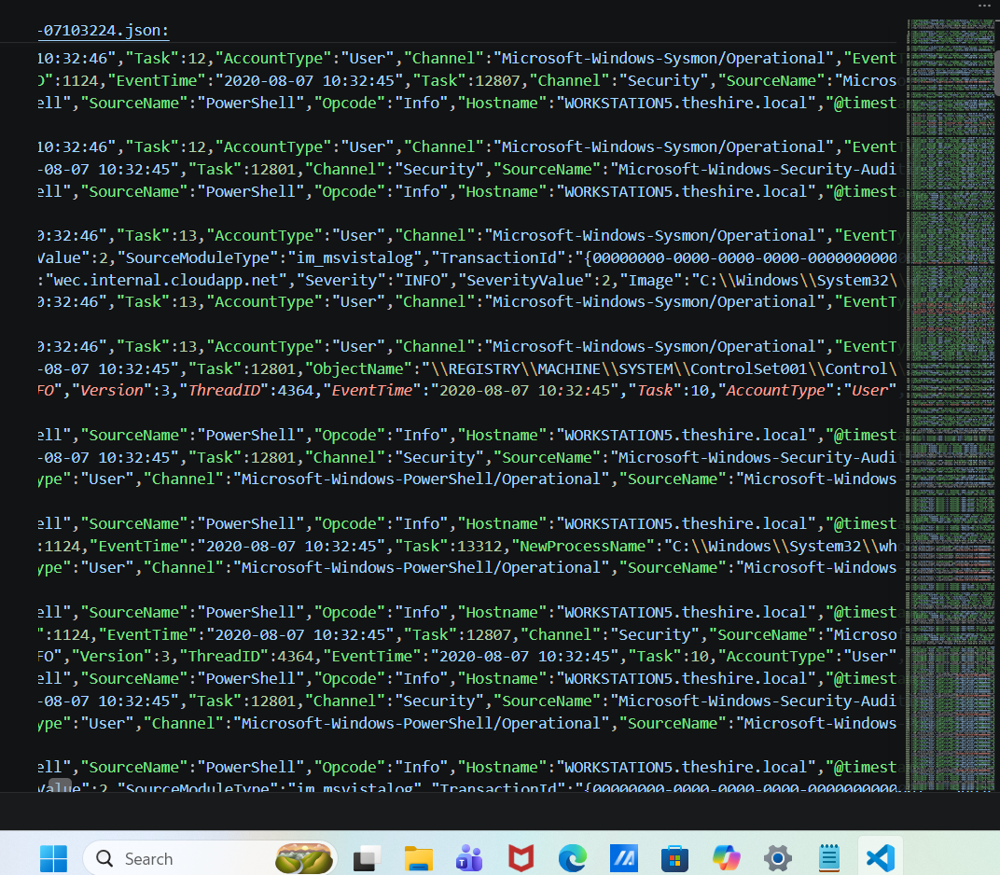 -07103224.json:
10:32:46","Task":12,"AccountType":"User","Channel":"Microsoft-Windows-Sysmon/Operational","Event
D":1124,"EventTime":"2020-08-07 10:32:45","Task":12807,"Channel":"Security","SourceName":"Micros
ell","SourceName":"PowerShell","Opcode":"Info","Hostname":"WORKSTATION5.theshire.local","@timest
10:32:46","Task":12,"AccountType":"User","Channel":"Microsoft-Windows-Sysmon/Operational","Event
-08-07 10:32:45","Task":12801,"Channel":"Security","SourceName":"Microsoft-Windows-Security-Audit
ell","SourceName":"PowerShell","Opcode":"Info","Hostname":"WORKSTATION5.theshire.local","@timest
0:32:46","Task":13,"AccountType":"User","Channel":"Microsoft-Windows-Sysmon/Operational","EventT
Value":2,"SourceModuleType":"im_msvistalog","TransactionId":"{00000000-0000-0000-0000-0000000000
:"wec.internal.cloudapp.net","Severity":"INFO","SeverityValue":2,"Image":"C:\\Windows\\System32\
0:32:46","Task":13,"AccountType":"User","Channel":"Microsoft-Windows-Sysmon/Operational","EventTy
0:32:46","Task":13,"AccountType":"User","Channel":"Microsoft-Windows-Sysmon/Operational","EventT
-08-07 10:32:45","Task":12801,"ObjectName":"\\REGISTRY\\MACHINE\\SYSTEM\\ControlSet001\\Control\
FO","Version":3,"ThreadID":4364,"EventTime":"2020-08-07 10:32:45","Task":10,"AccountType":"User"
ell","SourceName":"PowerShell","Opcode":"Info","Hostname":"WORKSTATION5.theshire.local","@timest
-08-07 10:32:45","Task":12801,"Channel":"Security","SourceName":"Microsoft-Windows-Security-Audi
ype":"User","Channel":"Microsoft-Windows-PowerShell/Operational","SourceName":"Microsoft-Windows
ell","SourceName":"PowerShell","Opcode":"Info","Hostname":"WORKSTATION5.theshire.local","@timest
:1124,"EventTime":"2020-08-07 10:32:45","Task":13312,"NewProcessName":"C:\\Windows\\System32\\wh
ype":"User","Channel":"Microsoft-Windows-PowerShell/Operational","SourceName":"Microsoft-Windows
ell","SourceName":"PowerShell","Opcode":"Info","Hostname":"WORKSTATION5.theshire.local","@timest
":1124,"EventTime":"2020-08-07 10:32:45","Task":12807,"Channel":"Security","SourceName":"Microso
FO","Version":3,"ThreadID":4364,"EventTime":"2020-08-07 10:32:45","Task":10,"AccountType":"User"
ell","SourceName":"PowerShell","Opcode":"Info","Hostname":"WORKSTATION5.theshire.local","@timest
-08-07 10:32:45","Task":12801,"Channel":"Security","SourceName":"Microsoft-Windows-Security-Audit
ype":"User","Channel":"Microsoft-Windows-PowerShell/Operational","SourceName":"Microsoft-Windows
ell","SourceName":"PowerShell","Opcode":"Info","Hostname":"WORKSTATION5.theshire.local","@timest
Value":2,"SourceModuleType":"im_msvistalog","TransactionId":"{00000000-0000-0000-0000-0000000000
Search